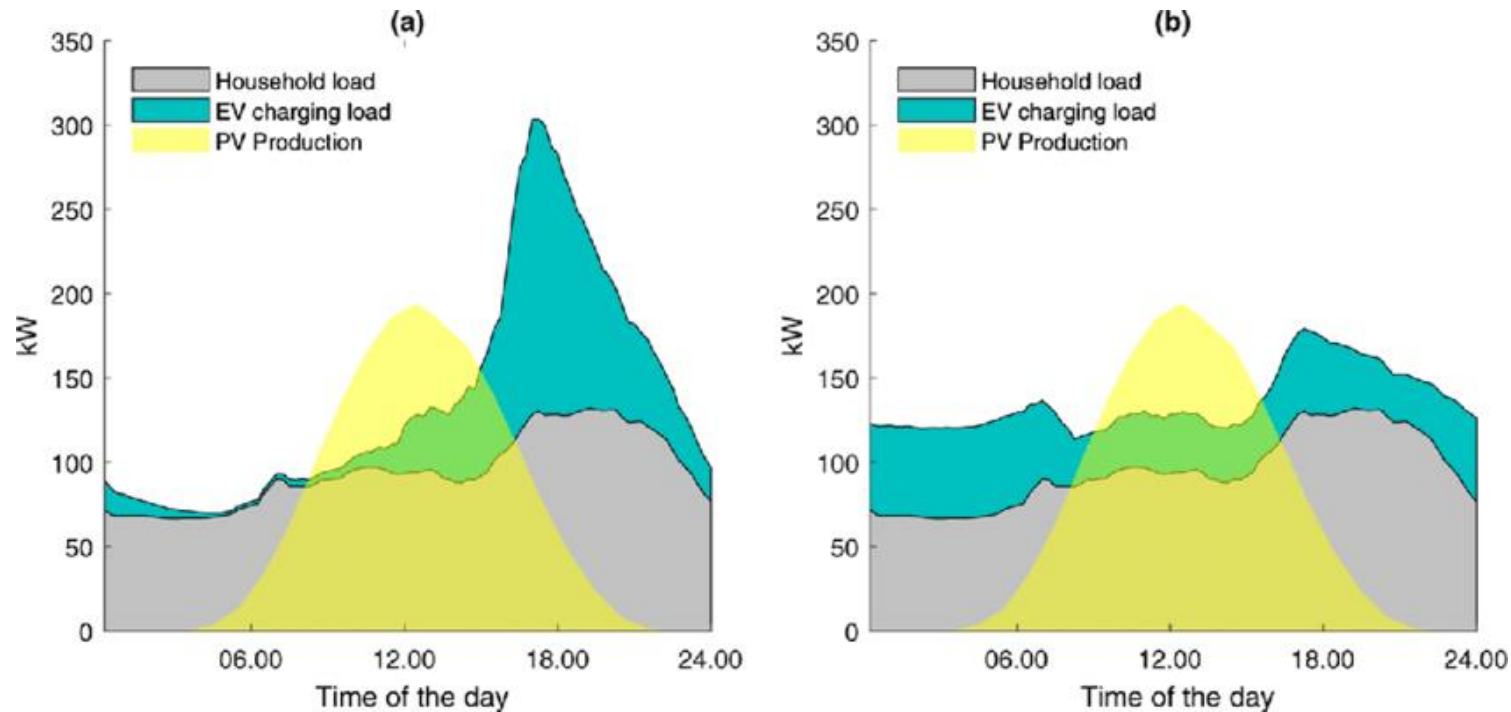 (a)
350
300
250
200
150
100
50
0
kW
Household load
EV charging load
PV Production
06.00
12.00
18.00
24.00
Time of the day
(b)
350
300
250
200
150
100
50
0
kW
Household load
EV charging load
PV Production
06.00
12.00
18.00
24.00
Time of the day